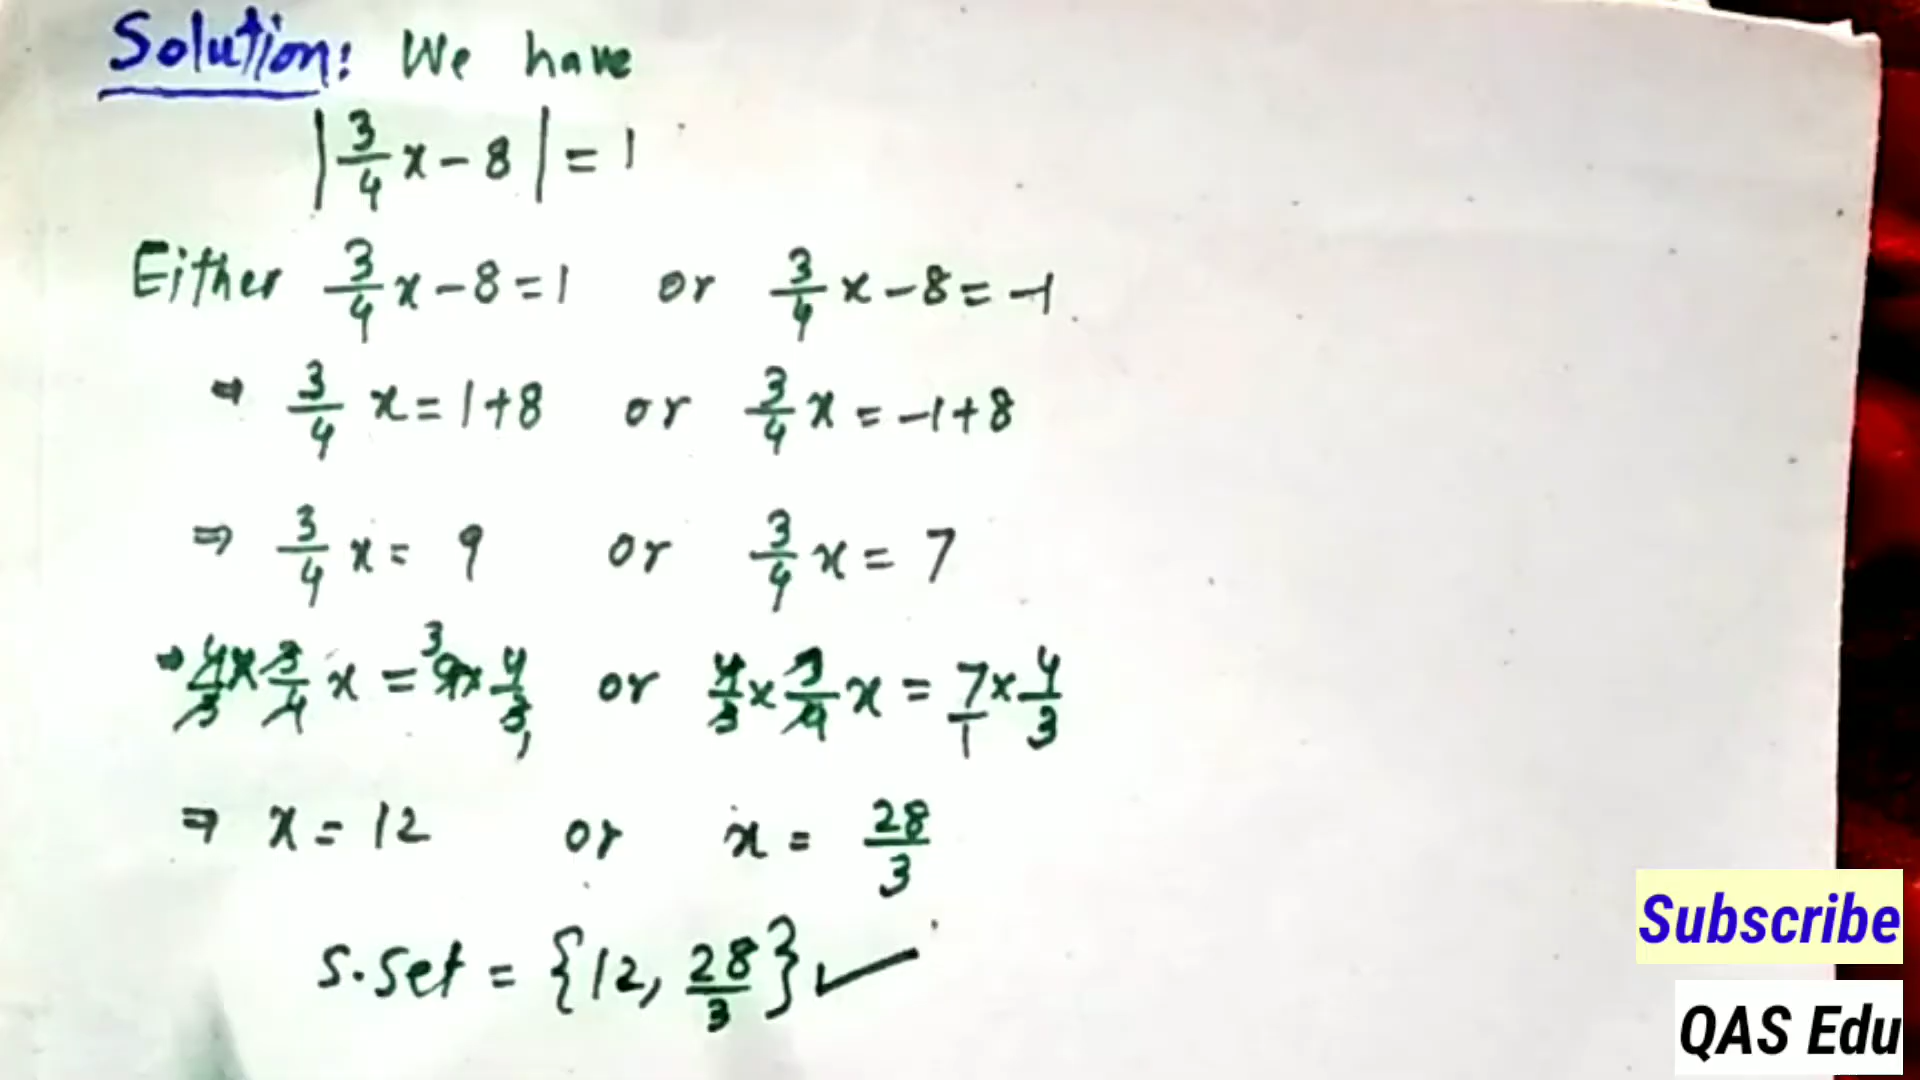 Solution: We have
|3/4 x - 8| = 1
Either 3/4 x - 8 = 1 or 3/4 x - 8 = -1
⇒ 3/4 x = 1+8 or 3/4 x = -1+8
⇒ 3/4 x = 9 or 3/4 x = 7
⇒ 4/3 × 3/4 x = 3 9 × 4/3 1 or 4/3 × 3/4 x = 7/1 × 4/3
⇒ x = 12 or x = 28/3
S.Set = {12, 28/3} ✓
Subscribe
QAS Edu